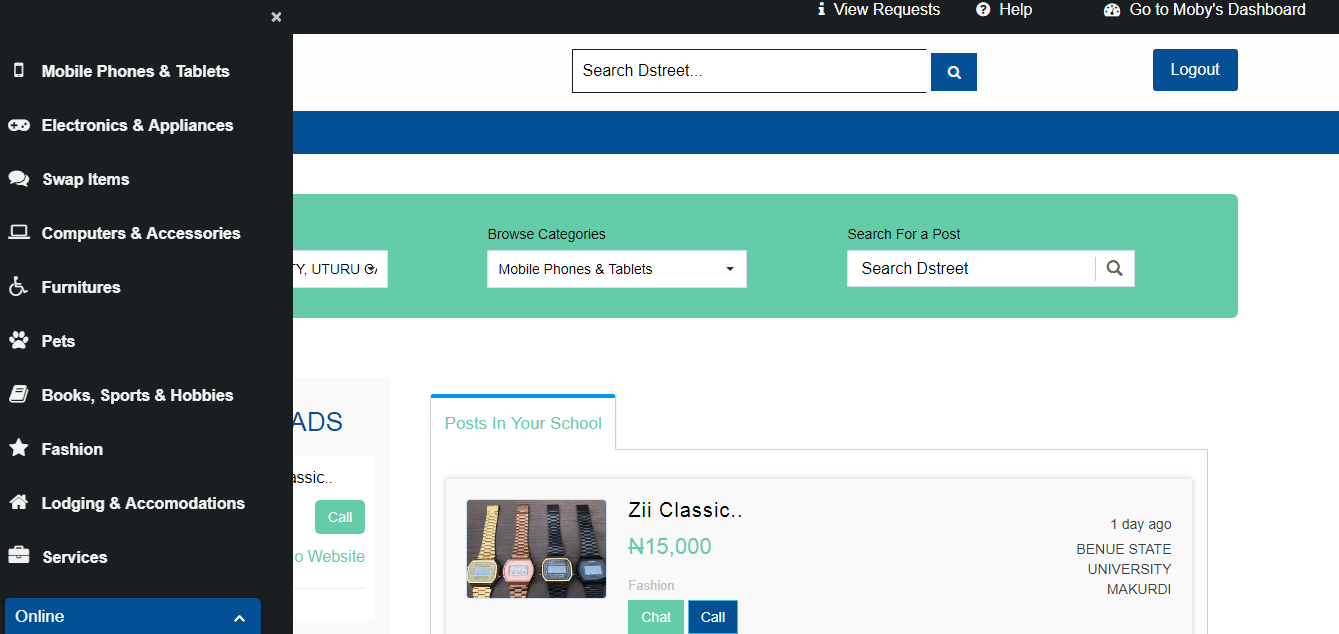 ×
View Requests
Help
Go to Moby's Dashboard
Search Dstreet...
Logout
Mobile Phones & Tablets
Electronics & Appliances
Swap Items
Computers & Accessories
Furnitures
Pets
Books, Sports & Hobbies
Fashion
Lodging & Accomodations
Services
Online
TY, UTURU
Browse Categories
Mobile Phones & Tablets
Search For a Post
Search Dstreet
ADS
assic..
Call
o Website
Posts In Your School
Zii Classic..
₦15,000
Fashion
Chat
Call
1 day ago
BENUE STATE
UNIVERSITY
MAKURDI